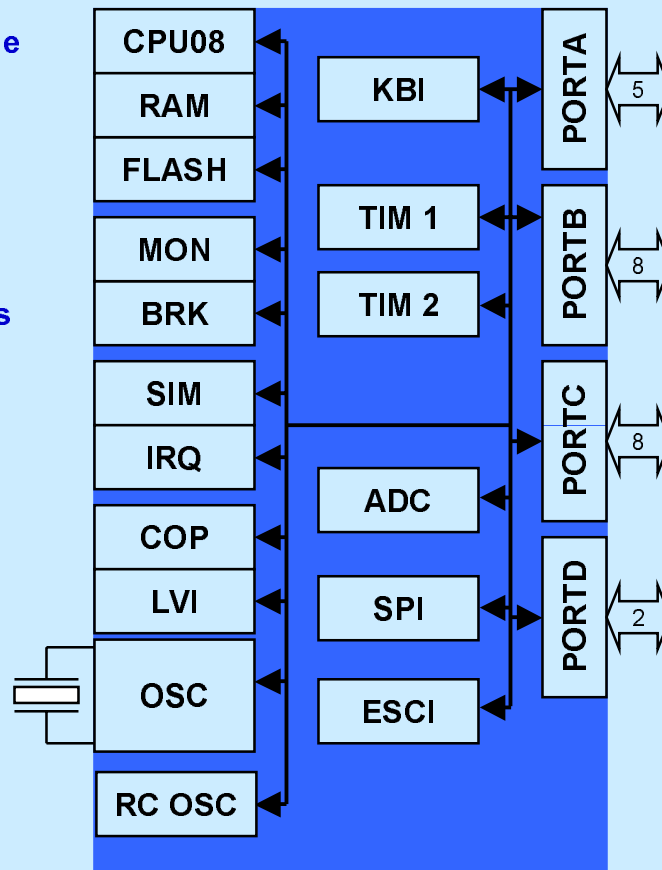 e
s
CPU08
RAM
FLASH
MON
BRK
SIM
IRQ
COP
LVI
OSC
RC OSC
KBI
TIM 1
TIM 2
ADC
SPI
ESCI
PORTA
5
PORTB
8
PORTC
8
PORTD
2